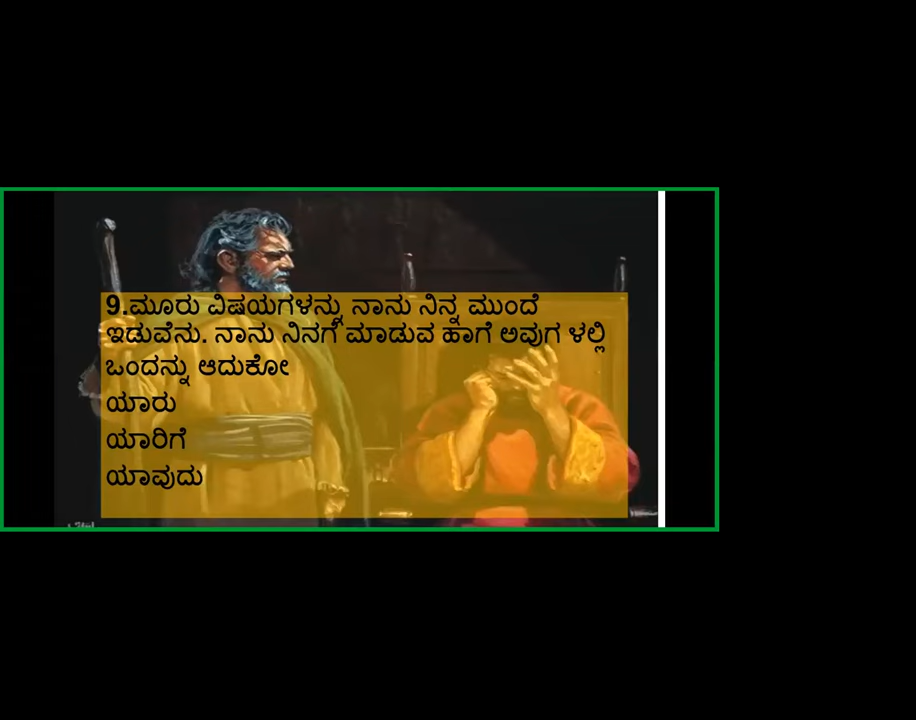 9.ಮೂರು ವಿಷಯಗಳನ್ನು ನಾನು ನಿನ್ನ ಮುಂದೆ
ಇಡುವೆನು. ನಾನು ನಿನಗೆ ಮಾಡುವ ಹಾಗೆ ಅವುಗ ಳಲ್ಲಿ
ಒಂದನ್ನು ಆದುಕೋ
ಯಾರು
ಯಾರಿಗೆ
ಯಾವುದು